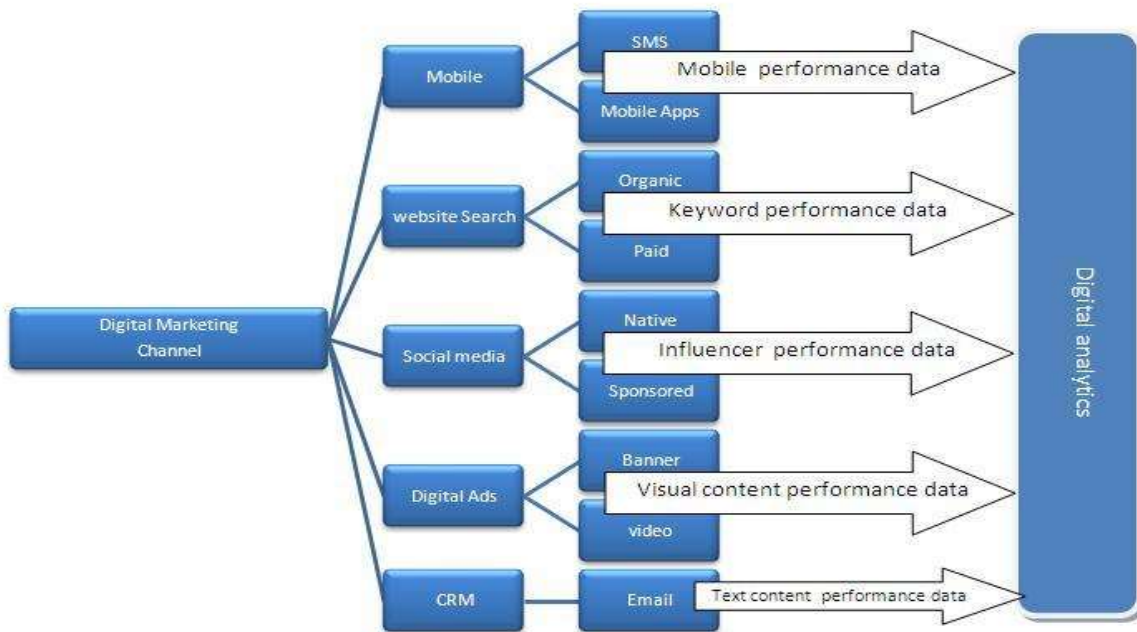 SMS
Mobile performance data
Mobile
Mobile Apps
Organic
Keyword performance data
website Search
Paid
Digital Marketing
Channel
Native
Influencer performance data
Social media
Sponsored
Banner
Visual content performance data
Digital Ads
video
CRM
Email
Text content performance data
Digital analytics